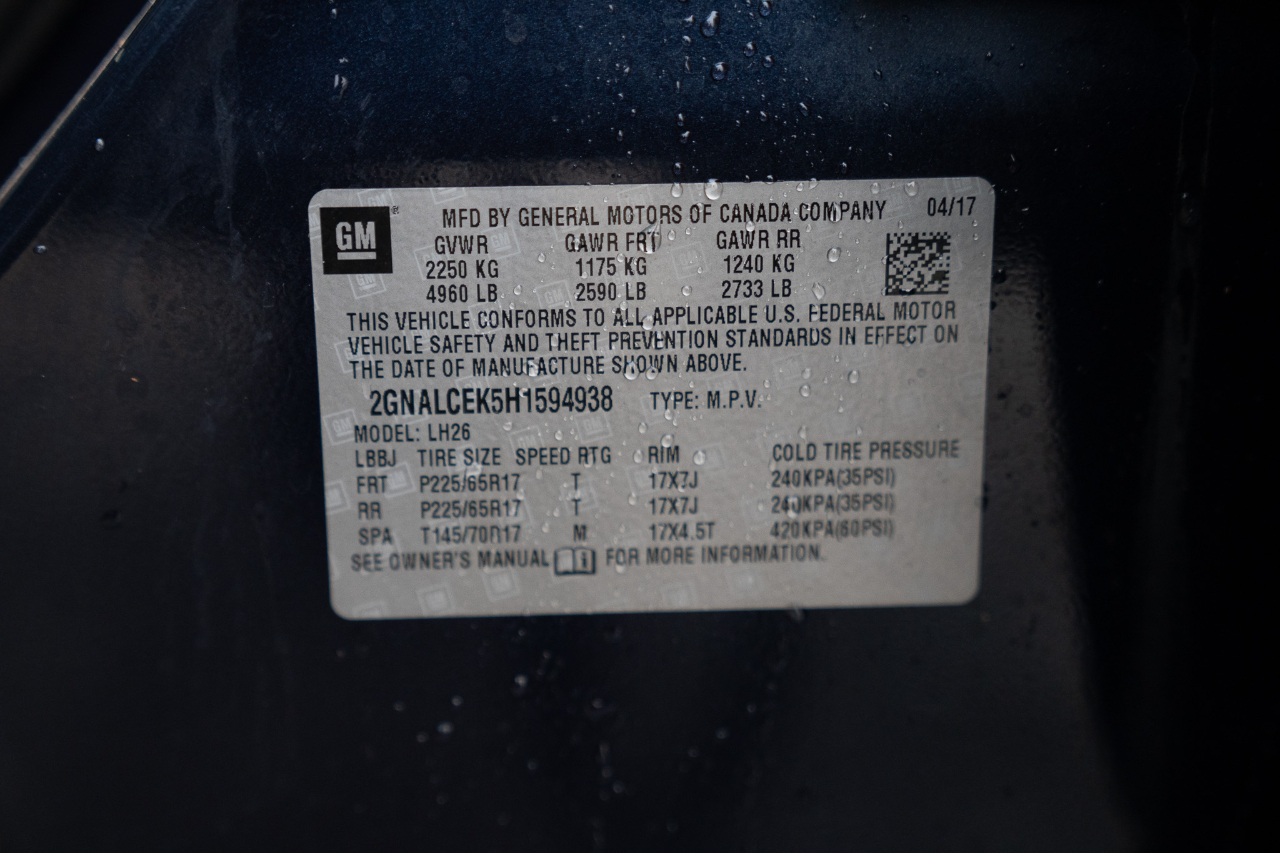 GM ® MFD BY GENERAL MOTORS OF CANADA COMPANY 04/17
GVWR GAWR FRT GAWR RR
2250 KG 1175 KG 1240 KG
4960 LB 2590 LB 2733 LB
THIS VEHICLE CONFORMS TO ALL APPLICABLE U.S. FEDERAL MOTOR
VEHICLE SAFETY AND THEFT PREVENTION STANDARDS IN EFFECT ON
THE DATE OF MANUFACTURE SHOWN ABOVE.
2GNALCEK5H1594938 TYPE: M.P.V.
MODEL: LH26
LBBJ TIRE SIZE SPEED RTG RIM COLD TIRE PRESSURE
FRT P225/65R17 T 17X7J 240KPA(35PSI)
RR P225/65R17 T 17X7J 240KPA(35PSI)
SPA T145/70R17 M 17X4.5T 420KPA(60PSI)
SEE OWNER'S MANUAL i FOR MORE INFORMATION.